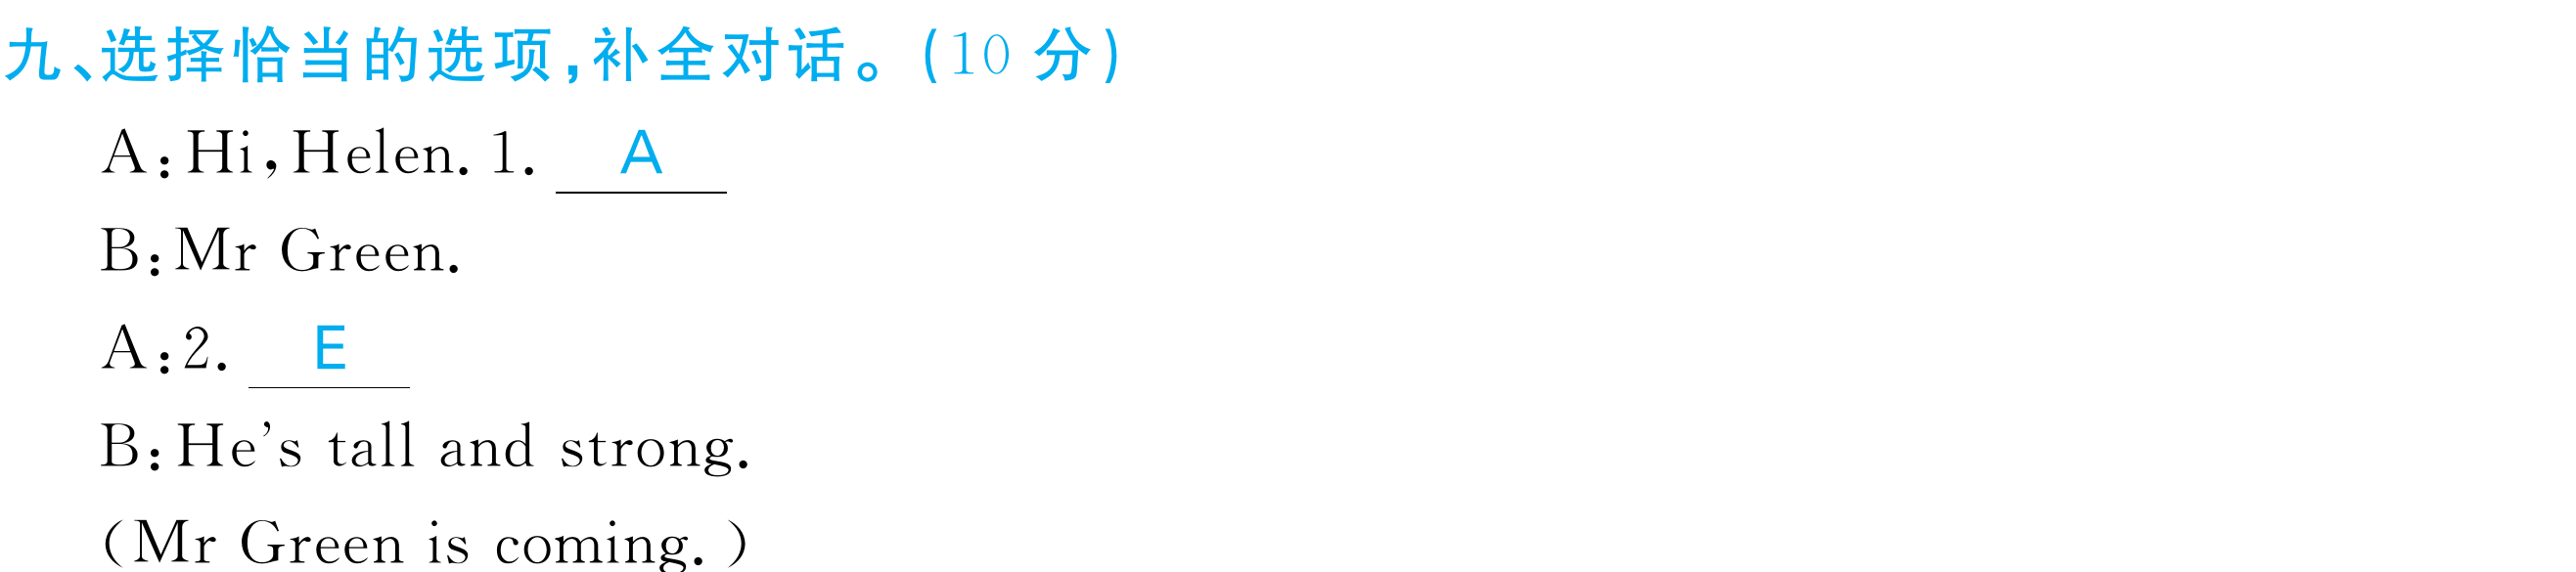 九、选择恰当的选项,补全对话。(10 分)
A:Hi,Helen. 1. A
B:Mr Green.
A:2. E
B:He's tall and strong.
(Mr Green is coming. )